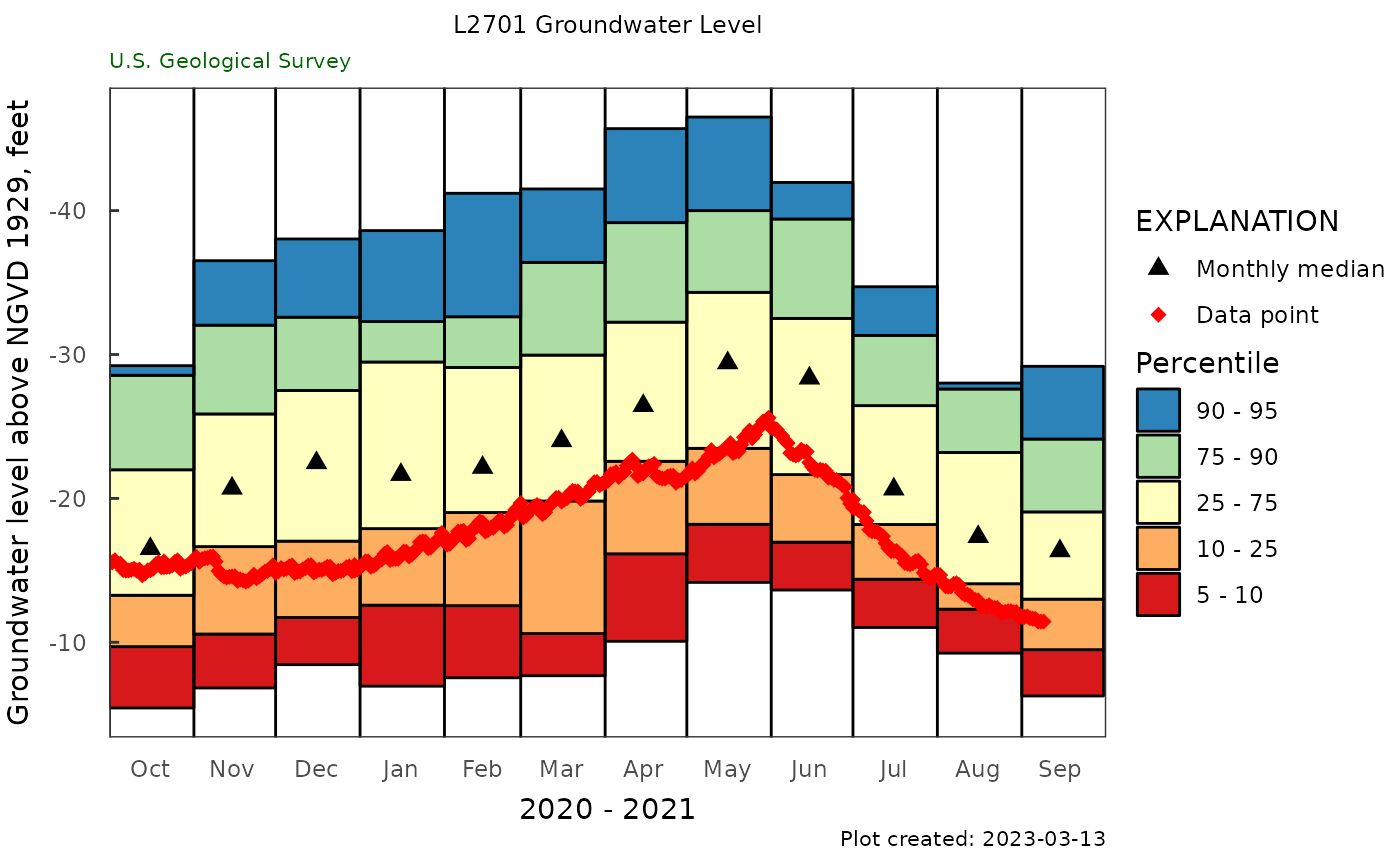 L2701 Groundwater Level
U.S. Geological Survey
Groundwater level above NGVD 1929, feet
-40
-30
-20
-10
Oct Nov Dec Jan Feb Mar Apr May Jun Jul Aug Sep
2020 - 2021
EXPLANATION
Monthly median
Data point
Percentile
90 - 95
75 - 90
25 - 75
10 - 25
5 - 10
Plot created: 2023-03-13